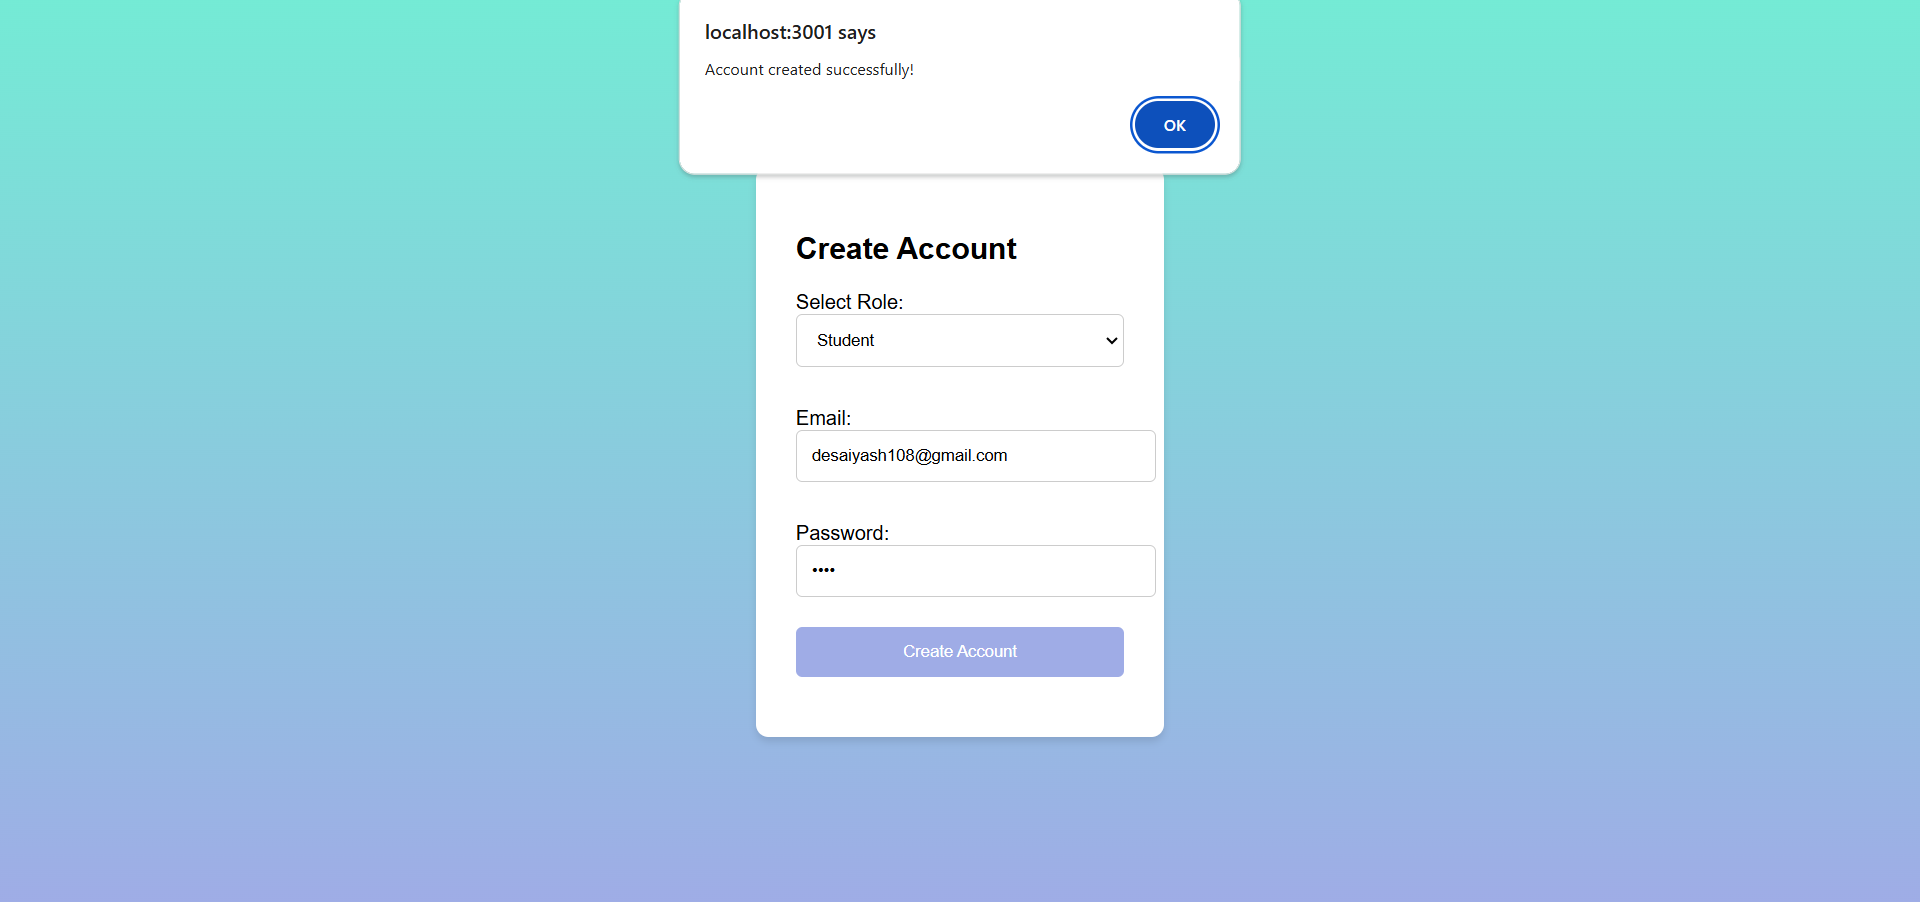 localhost:3001 says
Account created successfully!
OK
Create Account
Select Role:
Student
Email:
desaiyash108@gmail.com
Password:
••••
Create Account